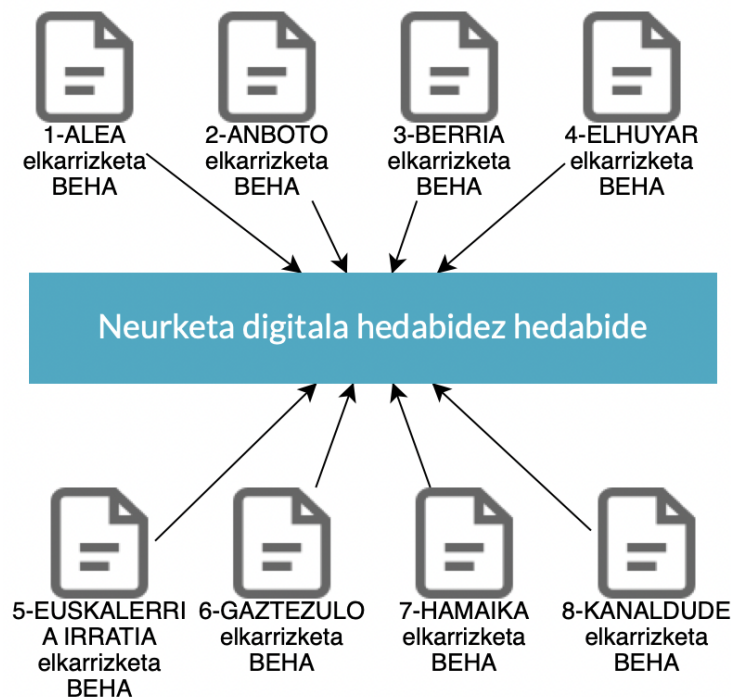 1-ALEA
elkarrizketa
BEHA
2-ANBOTO
elkarrizketa
BEHA
3-BERRIA
elkarrizketa
BEHA
4-ELHUYAR
elkarrizketa
BEHA
Neurketa digitala hedabidez hedabide
5-EUSKALERRI
A IRRATIA
elkarrizketa
BEHA
6-GAZTEZULO
elkarrizketa
BEHA
7-HAMAIKA
elkarrizketa
BEHA
8-KANALDUDE
elkarrizketa
BEHA